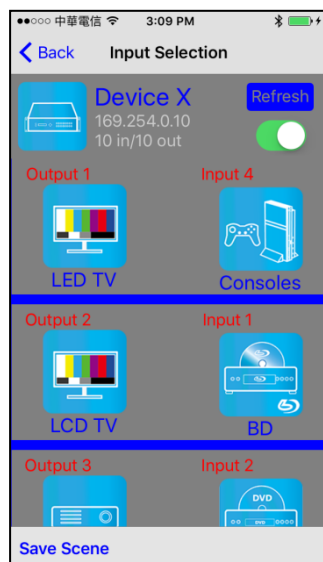 中華電信 3:09 PM
Back Input Selection
Device X Refresh
169.254.0.10
10 in/10 out
Output 1 Input 4
LED TV Consoles
Output 2 Input 1
LCD TV BD
Output 3 Input 2
DVD
DVD
Save Scene